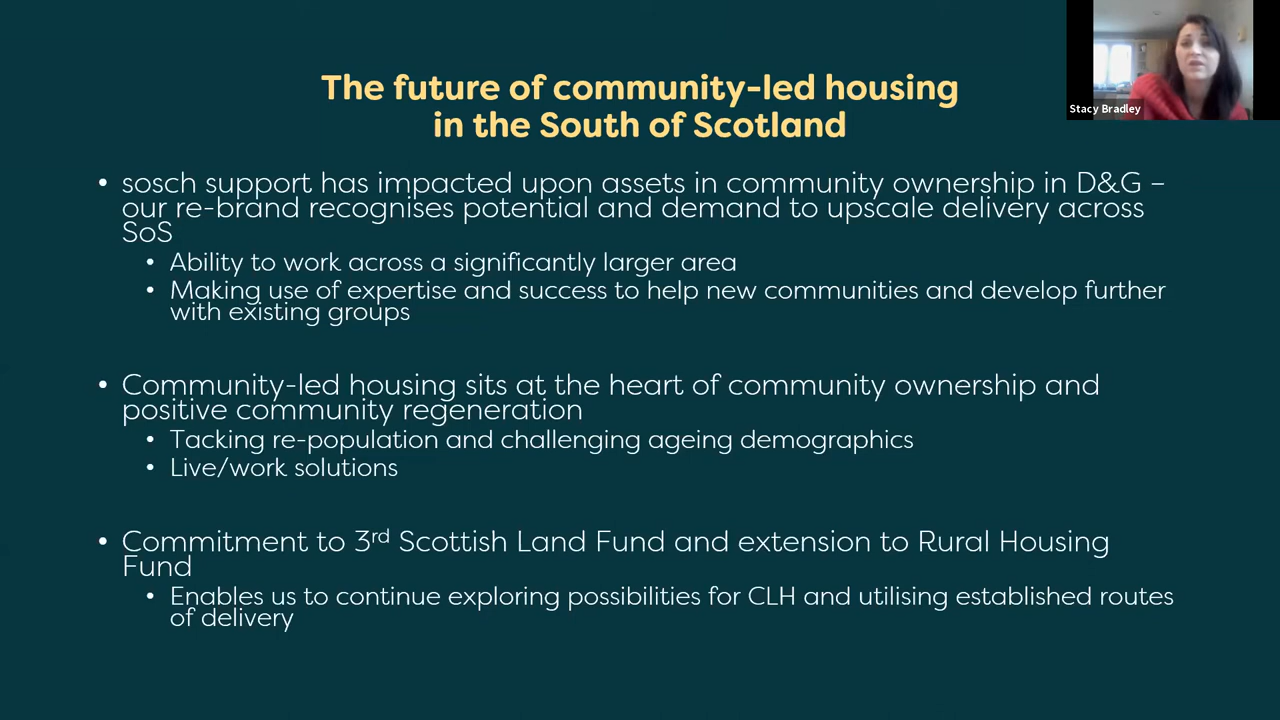 The future of community-led housing
in the South of Scotland
Stacy Bradley
• sosch support has impacted upon assets in community ownership in D&G –
our re-brand recognises potential and demand to upscale delivery across
SoS
• Ability to work across a significantly larger area
• Making use of expertise and success to help new communities and develop further
with existing groups
• Community-led housing sits at the heart of community ownership and
positive community regeneration
• Tacking re-population and challenging ageing demographics
• Live/work solutions
• Commitment to 3rd Scottish Land Fund and extension to Rural Housing
Fund
• Enables us to continue exploring possibilities for CLH and utilising established routes
of delivery